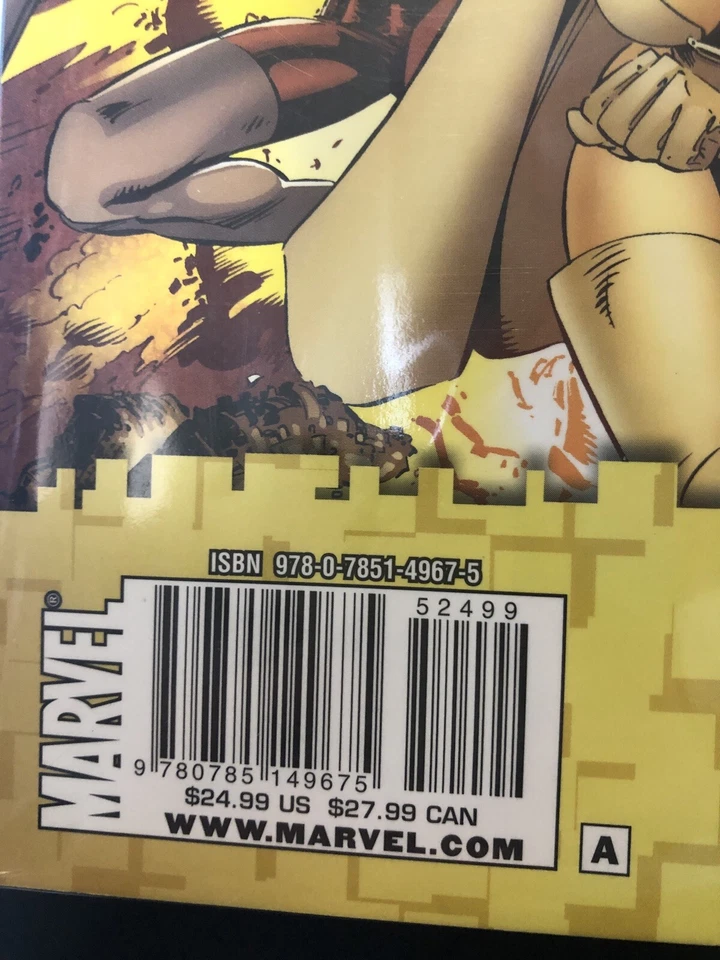 ISBN 978-0-7851-4967-5
MARVEL®
52499
9 780785 149675
$24.99 US $27.99 CAN
WWW.MARVEL.COM
A